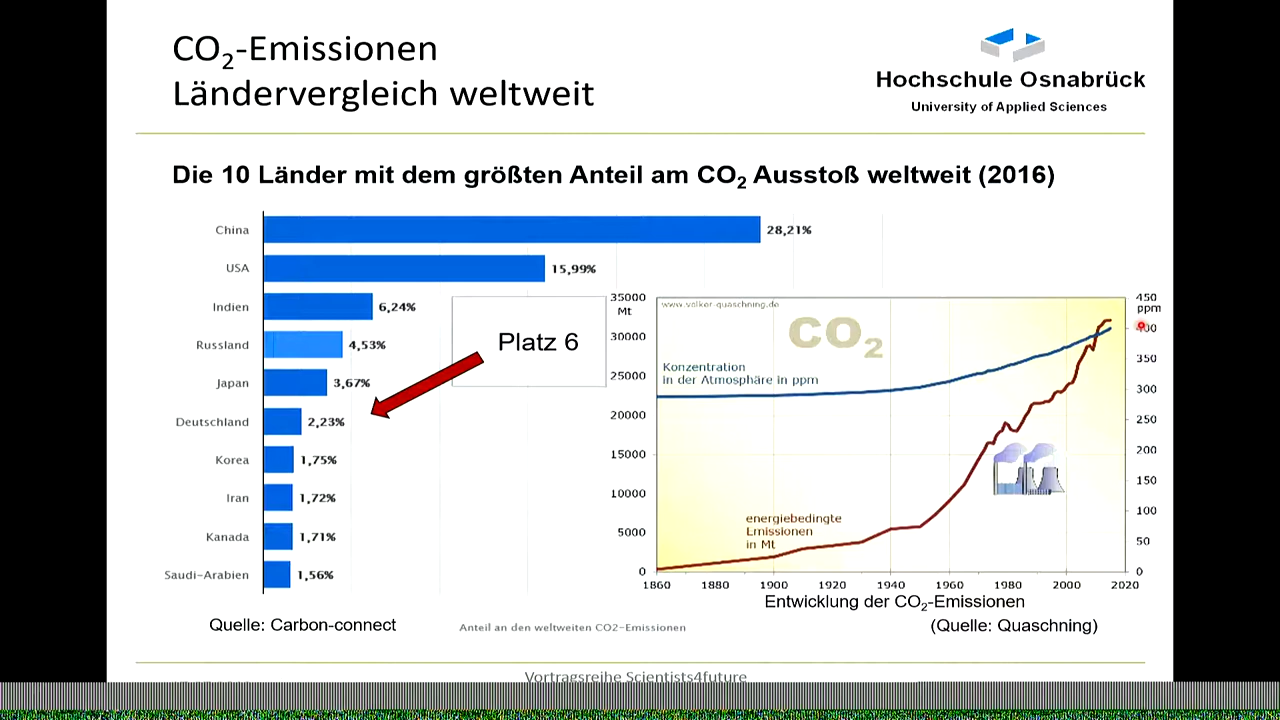 CO2-Emissionen
Ländervergleich weltweit
Hochschule Osnabrück
University of Applied Sciences
Die 10 Länder mit dem größten Anteil am CO2 Ausstoß weltweit (2016)
China 28,21%
USA 15,99%
Indien 6,24%
Russland 4,53%
Japan 3,67%
Deutschland 2,23%
Korea 1,75%
Iran 1,72%
Kanada 1,71%
Saudi-Arabien 1,56%
Platz 6
35000
Mt
30000
25000
20000
15000
10000
5000
0
www.volker-quaschning.de
CO2
Konzentration
in der Atmosphäre in ppm
energiebedingte
Emissionen
in Mt
450
ppm
400
350
300
250
200
150
100
50
0
1860 1880 1900 1920 1940 1960 1980 2000 2020
Entwicklung der CO2-Emissionen
(Quelle: Quaschning)
Quelle: Carbon-connect
Anteil an den weltweiten CO2-Emissionen
Vortragsreihe Scientists4future